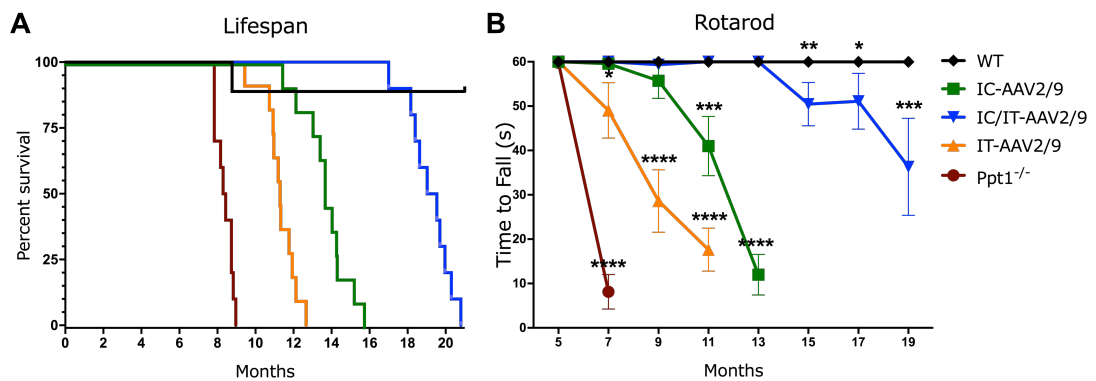 A
Lifespan
Percent survival
100
75
50
25
0
0 2 4 6 8 10 12 14 16 18 20
Months
B
Rotarod
Time to Fall (s)
60
50
40
30
20
10
0
** *
*
***
***
****
****
****
****
5 7 9 11 13 15 17 19
Months
WT
IC-AAV2/9
IC/IT-AAV2/9
IT-AAV2/9
Ppt1-/-